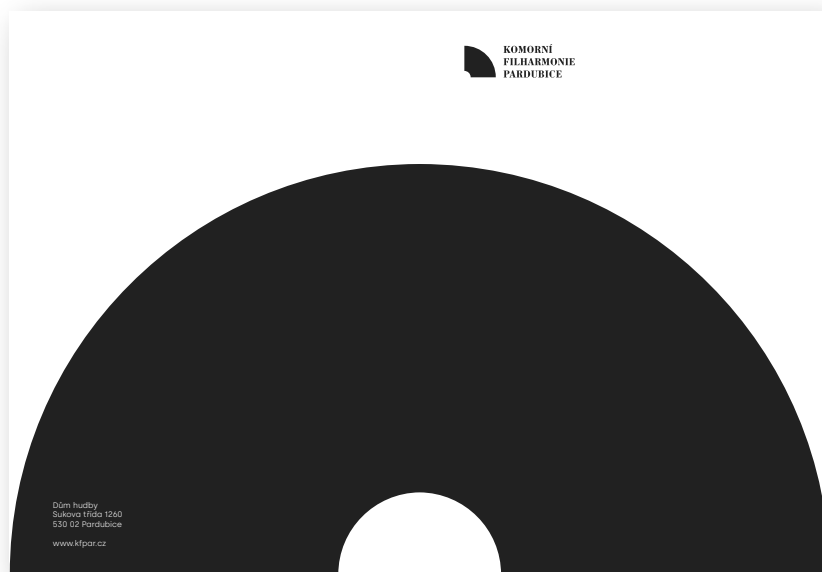 KOMORNÍ
FILHARMONIE
PARDUBICE
Dům hudby
Sukova třída 1260
530 02 Pardubice
www.kfpar.cz